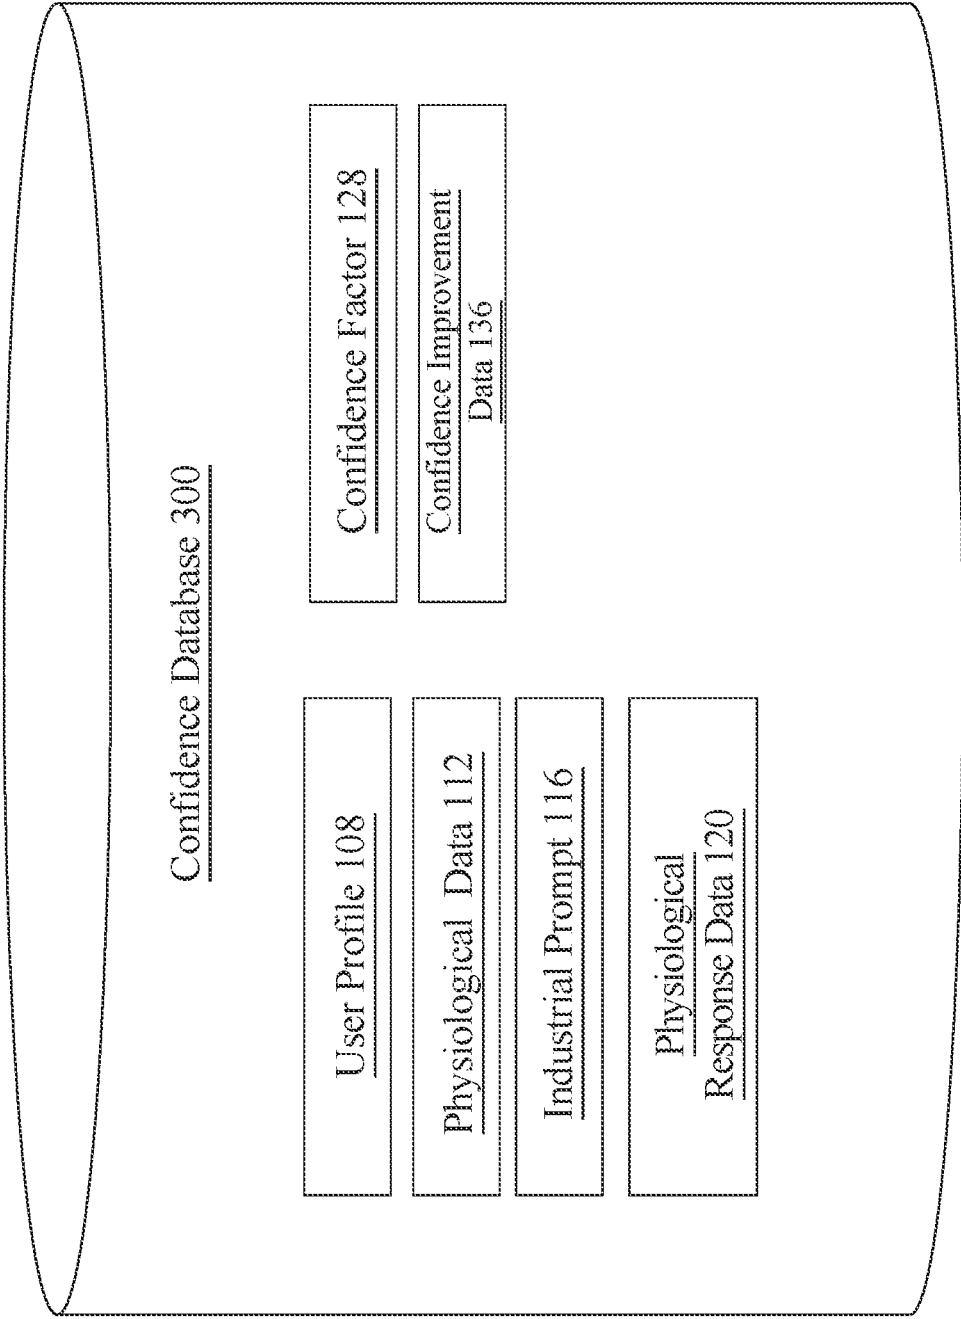 Confidence Database 300
User Profile 108
Physiological Data 112
Industrial Prompt 116
Physiological
Response Data 120
Confidence Factor 128
Confidence Improvement
Data 136